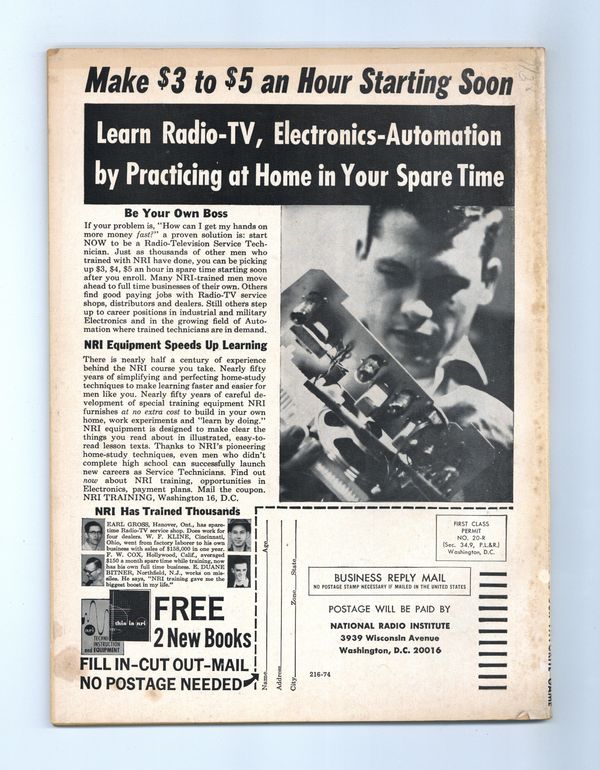 Make $3 to $5 an Hour Starting Soon
Learn Radio-TV, Electronics-Automation
by Practicing at Home in Your Spare Time
Be Your Own Boss
If your problem is, "How can I get my hands on
more money fast?" a proven solution is: start
NOW to be a Radio-Television Service Tech-
nician. Just as thousands of other men who
trained with NRI have done, you can be picking
up $3, $4, $5 an hour in spare time starting soon
after you enroll. Many NRI-trained men move
ahead to full time businesses of their own. Others
find good paying jobs with Radio-TV service
shops, distributors and dealers. Still others step
up to career positions in industrial and military
Electronics and in the growing field of Auto-
mation where trained technicians are in demand.
NRI Equipment Speeds Up Learning
There is nearly half a century of experience
behind the NRI course you take. Nearly fifty
years of simplifying and perfecting home-study
techniques to make learning faster and easier for
men like you. Nearly fifty years of careful de-
velopment of special training equipment NRI
furnishes at no extra cost to build in your own
home, work experiments and "learn by doing."
NRI equipment is designed to make clear the
things you read about in illustrated, easy-to-
read lesson texts. Thanks to NRI's pioneering
home-study techniques, even men who didn't
complete high school can successfully launch
new careers as Service Technicians. Find out
now about NRI training, opportunities in
Electronics, payment plans. Mail the coupon.
NRI TRAINING, Washington 16, D.C.
NRI Has Trained Thousands
EARL GROSS, Hanover, Ont., has spare-
time Radio-TV service shop. Does work for
four dealers. W. F. KLINE, Cincinnati,
Ohio, went from factory laborer to his own
business with sales of $158,000 in one year.
F. W. COX, Hollywood, Calif., averaged
$150 a month spare time while training, now
has his own full time business. E. DUANE
BITNER, Northfield, N.J., works on mis-
siles. He says, "NRI training gave me the
biggest boost in my life."
nri
this is nri
TECHNICAL
INSTRUCTION
and EQUIPMENT
FREE
2 New Books
FILL IN-CUT OUT-MAIL
NO POSTAGE NEEDED
Name Age
Address
City Zone State
FIRST CLASS
PERMIT
NO. 20-R
(Sec. 34.9, P.L.&R.)
Washington, D.C.
BUSINESS REPLY MAIL
NO POSTAGE STAMP NECESSARY IF MAILED IN THE UNITED STATES
POSTAGE WILL BE PAID BY
NATIONAL RADIO INSTITUTE
3939 Wisconsin Avenue
Washington, D.C. 20016
216-74